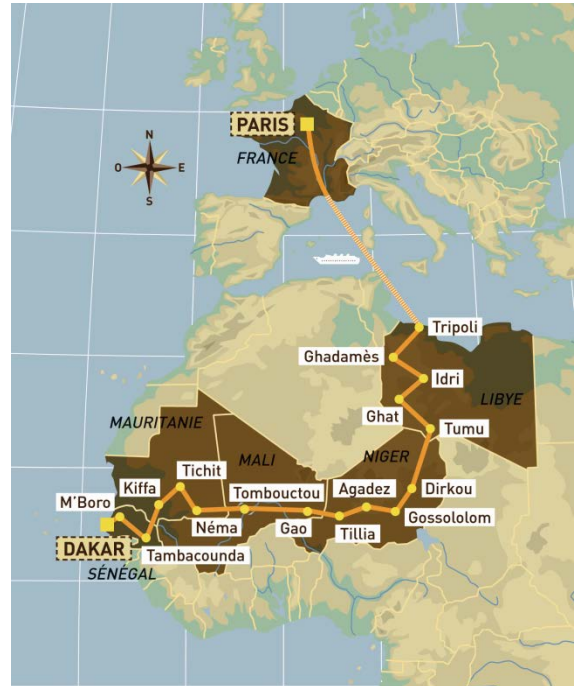 PARIS
FRANCE
N
O
E
S
Tripoli
Ghadamès
Idri
LIBYE
Ghat
Tumu
MAURITANIE
MALI
NIGER
Tichit
Kiffa
Tombouctou
Agadez
Dirkou
M'Boro
Néma
Gao
Tillia
Gossololom
DAKAR
Tambacounda
SÉNÉGAL